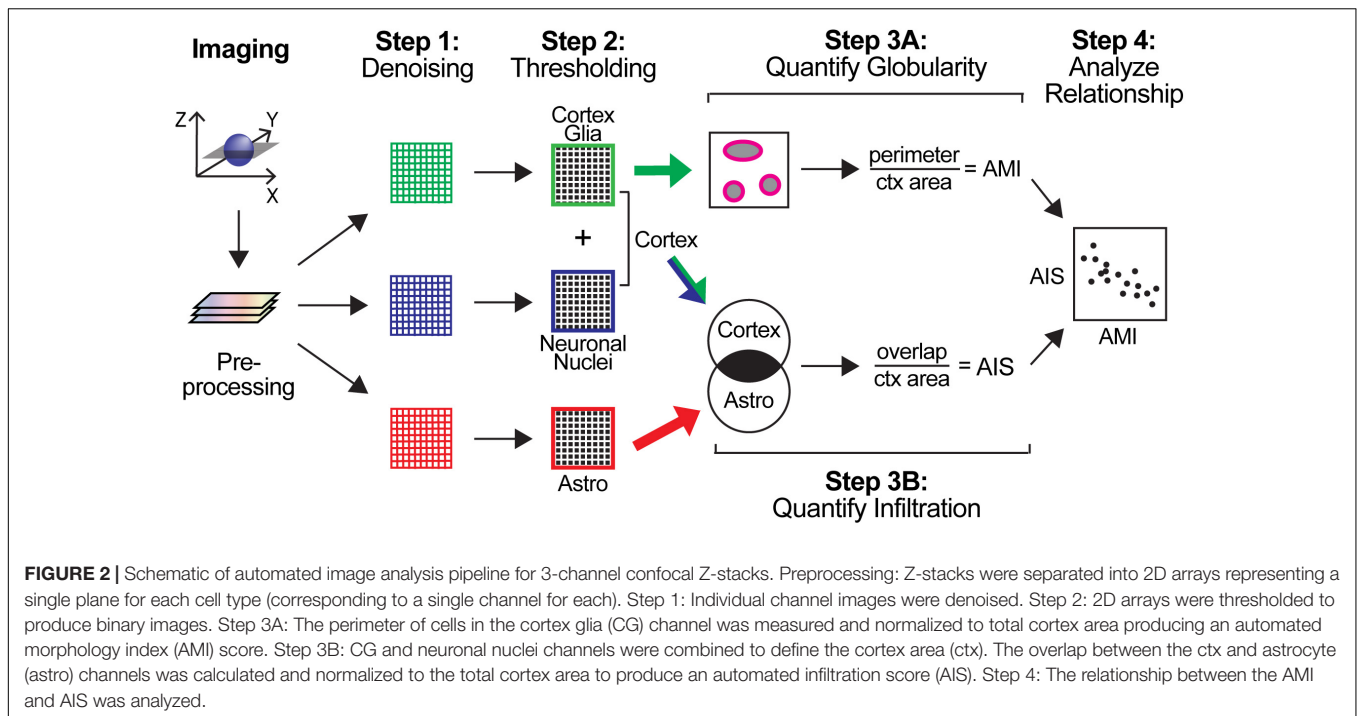 Imaging
Step 1:
Denoising
Step 2:
Thresholding
Step 3A:
Quantify Globularity
Step 4:
Analyze
Relationship
Z
Y
X
Pre-
processing
Cortex
Glia
+
Cortex
Neuronal
Nuclei
Astro
perimeter
ctx area
= AMI
Cortex
Astro
overlap
ctx area
= AIS
AIS
AMI
Step 3B:
Quantify Infiltration
FIGURE 2 | Schematic of automated image analysis pipeline for 3-channel confocal Z-stacks. Preprocessing: Z-stacks were separated into 2D arrays representing a
single plane for each cell type (corresponding to a single channel for each). Step 1: Individual channel images were denoised. Step 2: 2D arrays were thresholded to
produce binary images. Step 3A: The perimeter of cells in the cortex glia (CG) channel was measured and normalized to total cortex area producing an automated
morphology index (AMI) score. Step 3B: CG and neuronal nuclei channels were combined to define the cortex area (ctx). The overlap between the ctx and astrocyte
(astro) channels was calculated and normalized to the total cortex area to produce an automated infiltration score (AIS). Step 4: The relationship between the AMI
and AIS was analyzed.